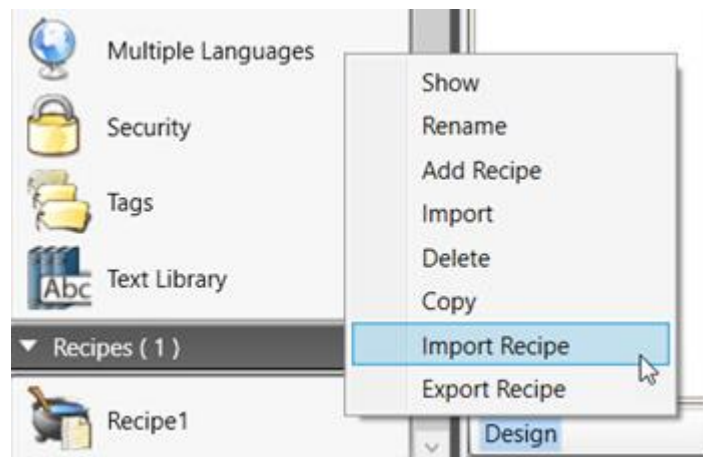 Multiple Languages
Security
Tags
Abc
Text Library
Recipes ( 1 )
Recipe1
Show
Rename
Add Recipe
Import
Delete
Copy
Import Recipe
Export Recipe
Design